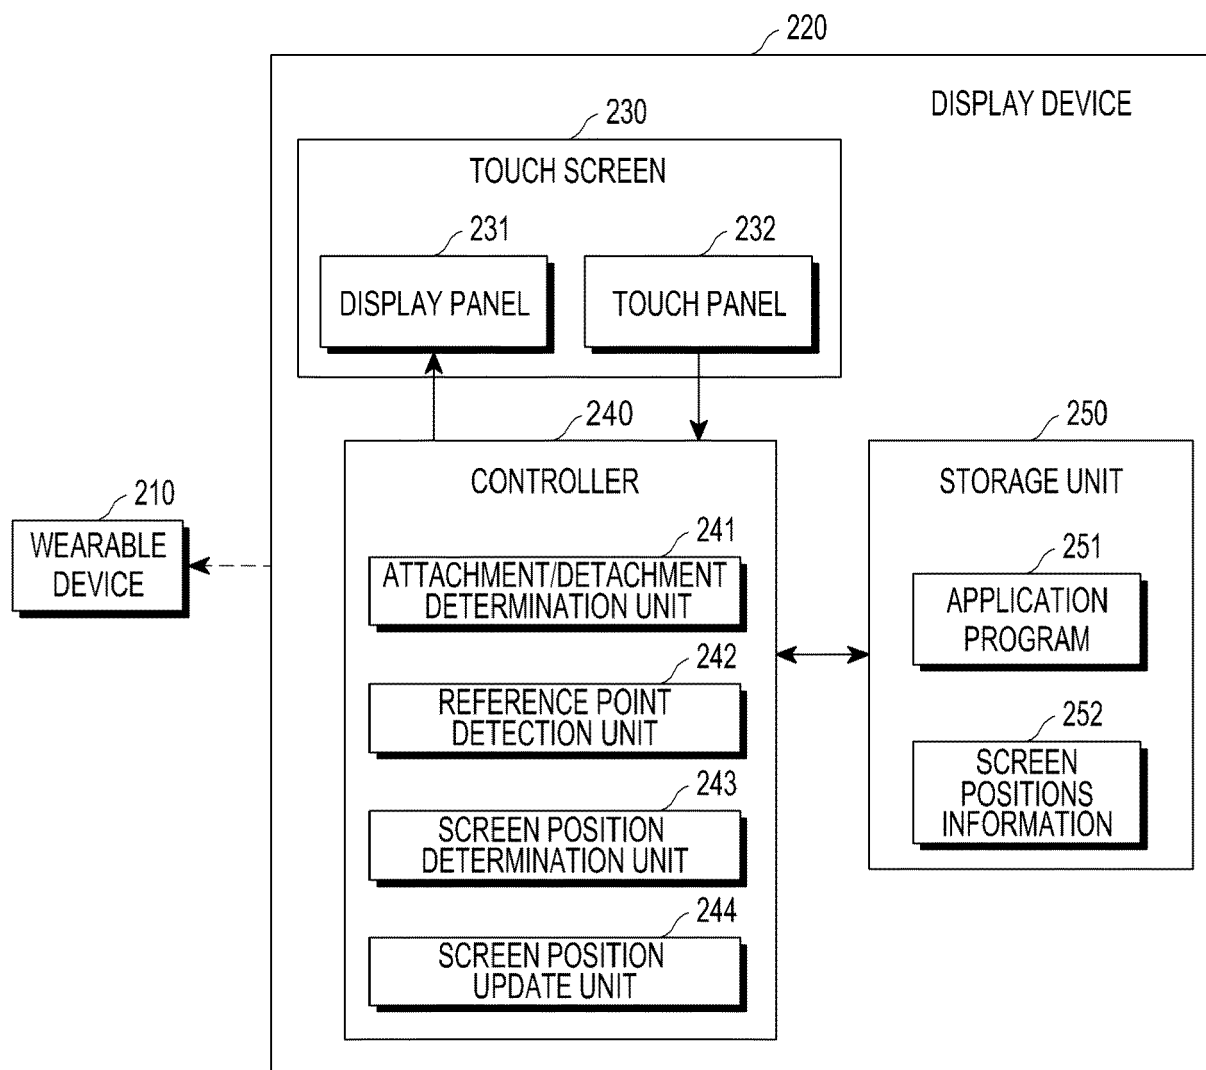 220
DISPLAY DEVICE
230
TOUCH SCREEN
231
DISPLAY PANEL
232
TOUCH PANEL
240
CONTROLLER
241
ATTACHMENT/DETACHMENT
DETERMINATION UNIT
242
REFERENCE POINT
DETECTION UNIT
243
SCREEN POSITION
DETERMINATION UNIT
244
SCREEN POSITION
UPDATE UNIT
250
STORAGE UNIT
251
APPLICATION
PROGRAM
252
SCREEN
POSITIONS
INFORMATION
210
WEARABLE
DEVICE